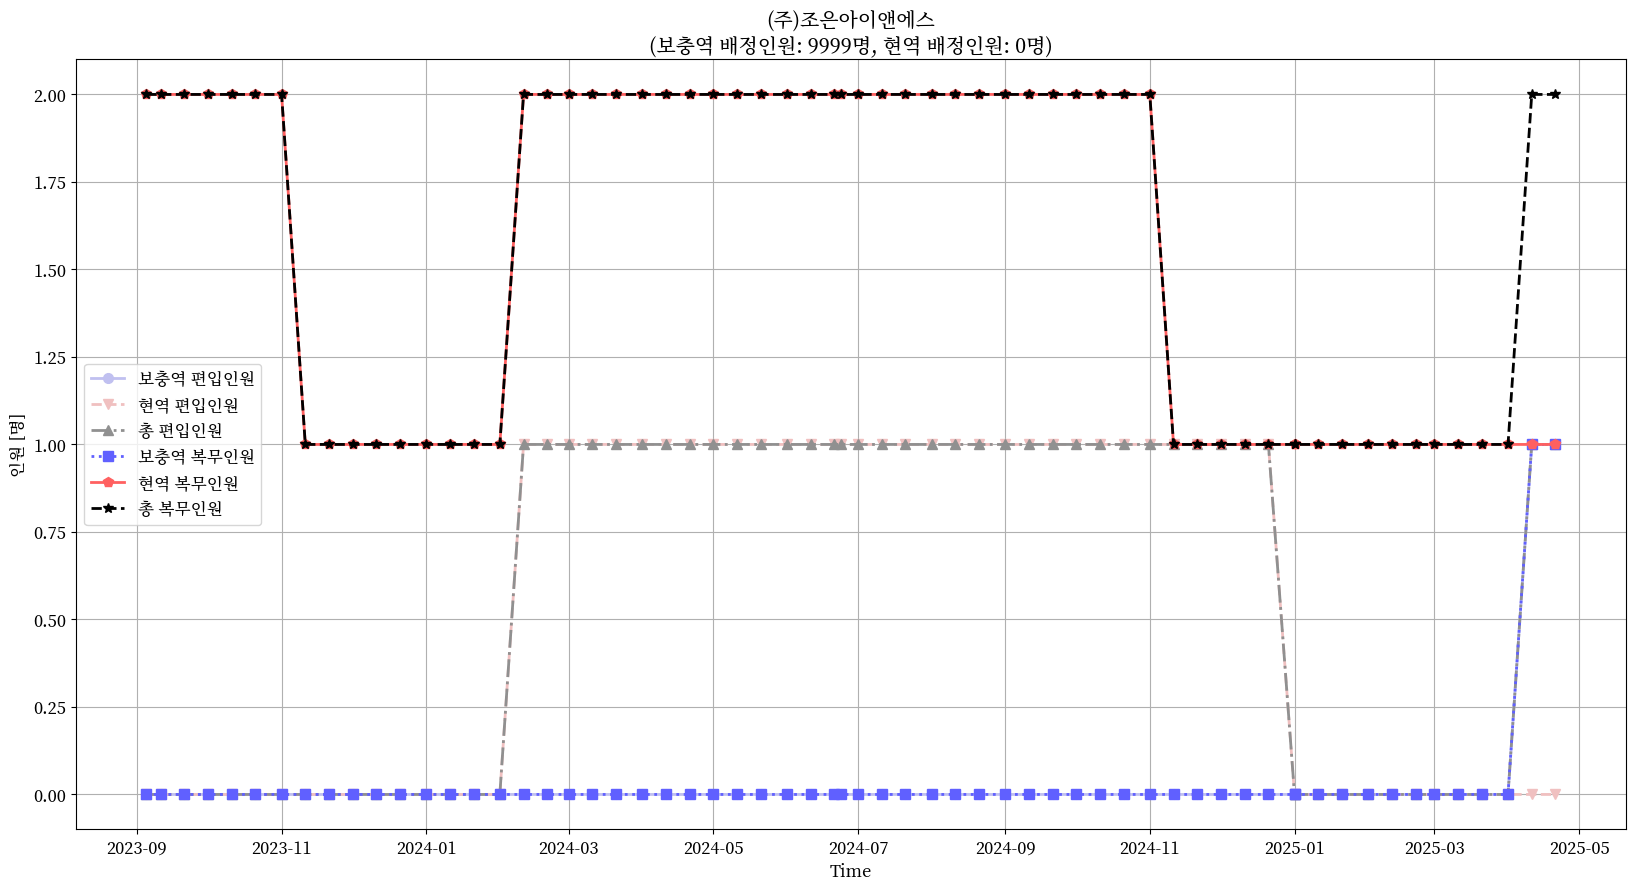 (주)조은아이앤에스
(보충역 배정인원: 9999명, 현역 배정인원: 0명)
인원 [명]
2.00
1.75
1.50
1.25
1.00
0.75
0.50
0.25
0.00
보충역 편입인원
현역 편입인원
총 편입인원
보충역 복무인원
현역 복무인원
총 복무인원
2023-09 2023-11 2024-01 2024-03 2024-05 2024-07 2024-09 2024-11 2025-01 2025-03 2025-05
Time